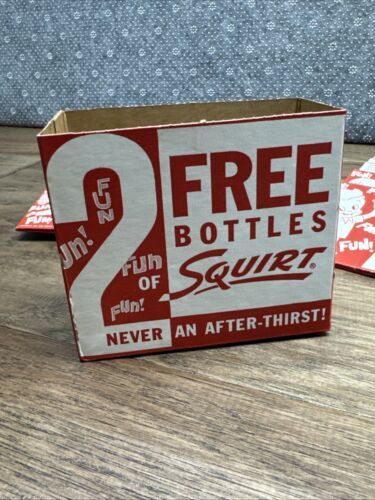 2
FUN
Fun!
Fun
OF
Fun!
FREE
BOTTLES
SQUIRT®
NEVER AN AFTER-THIRST!
FUN!